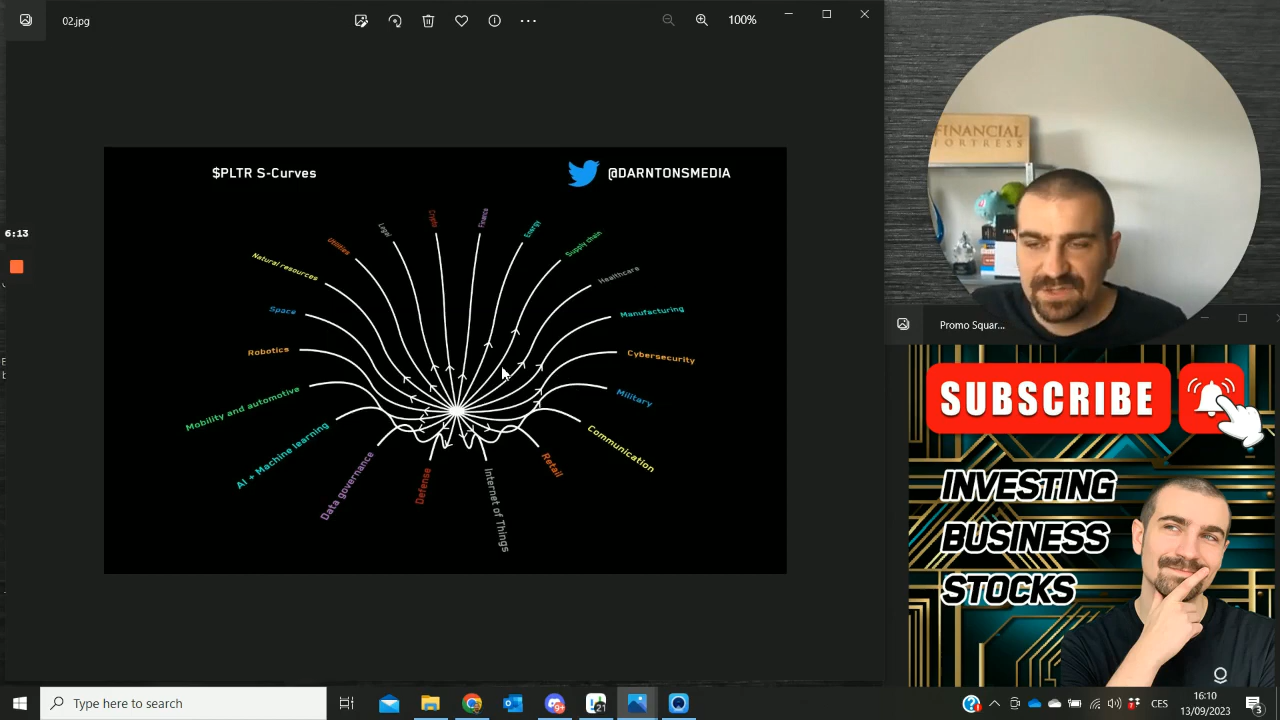 02.jpg
100%
$PLTR S-Curves
@DARNTONSMEDIA
Natural resources
Utilities
Legal
Crypto
Finance
Energy
Supply chain
Healthcare
Space
Manufacturing
Robotics
Cybersecurity
Mobility and automotive
Military
AI + Machine learning
Communication
Data governance
Defense
Internet of Things
Retail
6:13
FINANCIAL
FORTRESS
Promo Squar...
SUBSCRIBE
INVESTING
BUSINESS
STOCKS
Type here to search
21
CES
16:10
13/09/2023
3